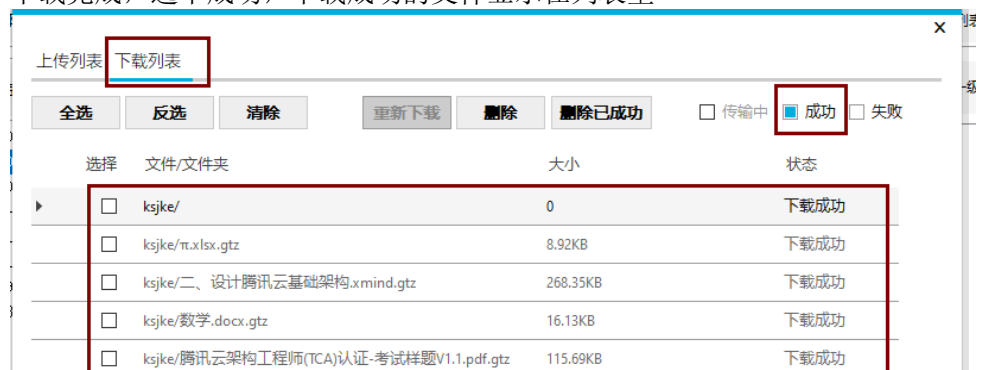 x
上传列表 下载列表
全选 反选 清除 重新下载 删除 删除已成功 传输中 成功 失败
选择 文件/文件夹 大小 状态
ksjke/ 0 下载成功
ksjke/π.xlsx.gtz 8.92KB 下载成功
ksjke/二、设计腾讯云基础架构.xmind.gtz 268.35KB 下载成功
ksjke/数学.docx.gtz 16.13KB 下载成功
ksjke/腾讯云架构工程师(TCA)认证-考试样题V1.1.pdf.gtz 115.69KB 下载成功